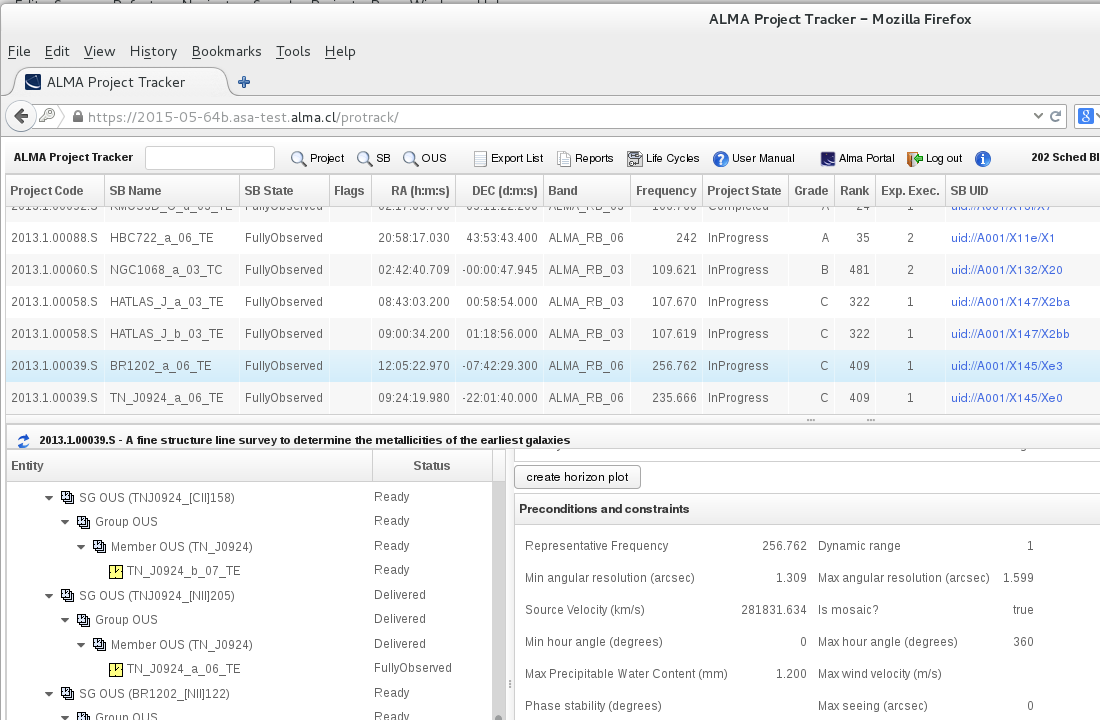 ALMA Project Tracker – Mozilla Firefox
File Edit View History Bookmarks Tools Help
ALMA Project Tracker
https://2015-05-64b.asa-test.alma.cl/protrack/
ALMA Project Tracker Project SB OUS Export List Reports Life Cycles User Manual Alma Portal Log out 202 Sched Bl
Project Code SB Name SB State Flags RA (h:m:s) DEC (d:m:s) Band Frequency Project State Grade Rank Exp. Exec. SB UID
2013.1.00088.S HBC722_a_06_TE FullyObserved 20:58:17.030 43:53:43.400 ALMA_RB_06 242 InProgress A 35 2 uid://A001/X11e/X1
2013.1.00060.S NGC1068_a_03_TC FullyObserved 02:42:40.709 -00:00:47.945 ALMA_RB_03 109.621 InProgress B 481 2 uid://A001/X132/X20
2013.1.00058.S HATLAS_J_a_03_TE FullyObserved 08:43:03.200 00:58:54.000 ALMA_RB_03 107.670 InProgress C 322 1 uid://A001/X147/X2ba
2013.1.00058.S HATLAS_J_b_03_TE FullyObserved 09:00:34.200 01:18:56.000 ALMA_RB_03 107.619 InProgress C 322 1 uid://A001/X147/X2bb
2013.1.00039.S BR1202_a_06_TE FullyObserved 12:05:22.970 -07:42:29.300 ALMA_RB_06 256.762 InProgress C 409 1 uid://A001/X145/Xe3
2013.1.00039.S TN_J0924_a_06_TE FullyObserved 09:24:19.980 -22:01:40.000 ALMA_RB_06 235.666 InProgress C 409 1 uid://A001/X145/Xe0
2013.1.00039.S - A fine structure line survey to determine the metallicities of the earliest galaxies
Entity Status
SG OUS (TNJ0924_[CII]158) Ready
Group OUS Ready
Member OUS (TN_J0924) Ready
TN_J0924_b_07_TE Ready
SG OUS (TNJ0924_[NII]205) Delivered
Group OUS Delivered
Member OUS (TN_J0924) Delivered
TN_J0924_a_06_TE FullyObserved
SG OUS (BR1202_[NII]122) Ready
Group OUS Ready
create horizon plot
Preconditions and constraints
Representative Frequency 256.762 Dynamic range 1
Min angular resolution (arcsec) 1.309 Max angular resolution (arcsec) 1.599
Source Velocity (km/s) 281831.634 Is mosaic? true
Min hour angle (degrees) 0 Max hour angle (degrees) 360
Max Precipitable Water Content (mm) 1.200 Max wind velocity (m/s)
Phase stability (degrees) Max seeing (arcsec) 0